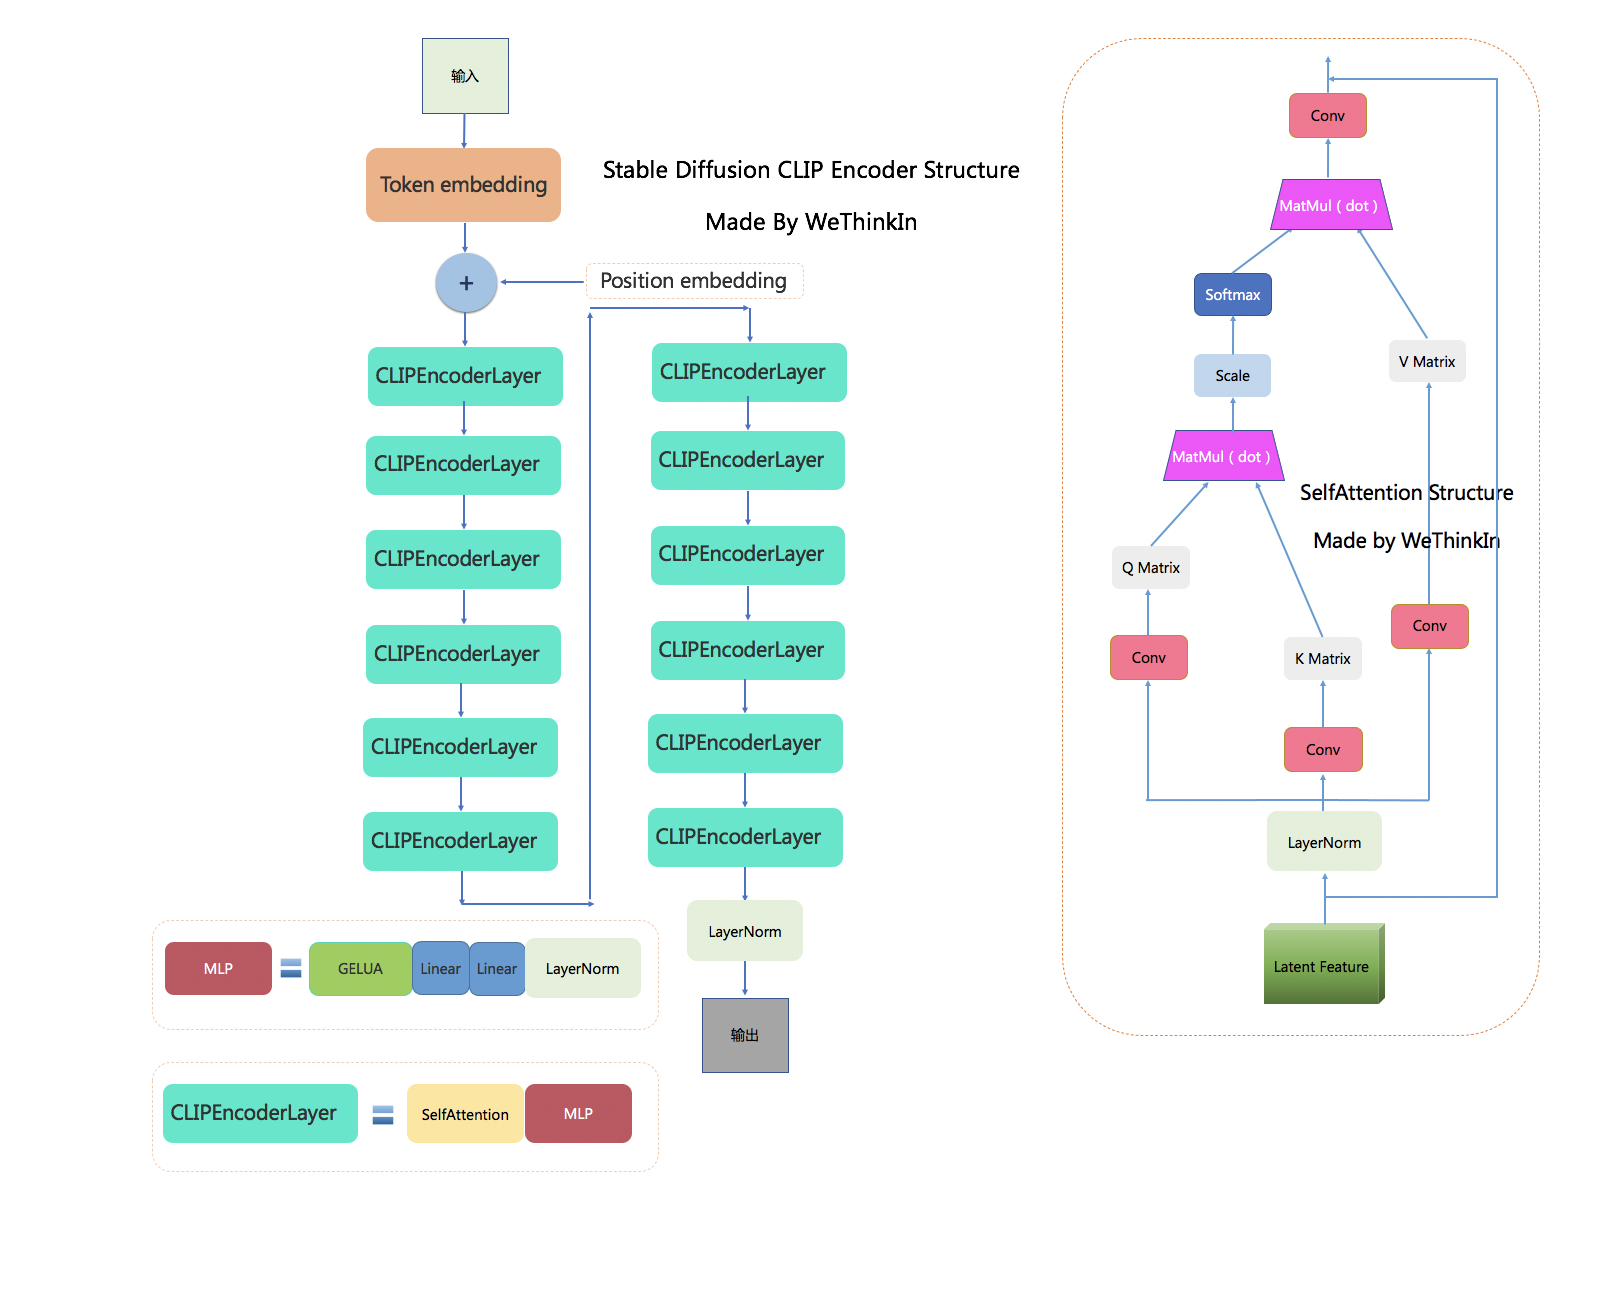 输入
Token embedding
Stable Diffusion CLIP Encoder Structure
Made By WeThinkIn
+
Position embedding
CLIPEncoderLayer
CLIPEncoderLayer
CLIPEncoderLayer
CLIPEncoderLayer
CLIPEncoderLayer
CLIPEncoderLayer
CLIPEncoderLayer
CLIPEncoderLayer
CLIPEncoderLayer
CLIPEncoderLayer
CLIPEncoderLayer
CLIPEncoderLayer
LayerNorm
输出
MLP = GELUA Linear Linear LayerNorm
CLIPEncoderLayer = SelfAttention MLP
Conv
MatMul ( dot )
Softmax
V Matrix
Scale
MatMul ( dot )
SelfAttention Structure
Made by WeThinkIn
Q Matrix
Conv
Conv
K Matrix
Conv
LayerNorm
Latent Feature